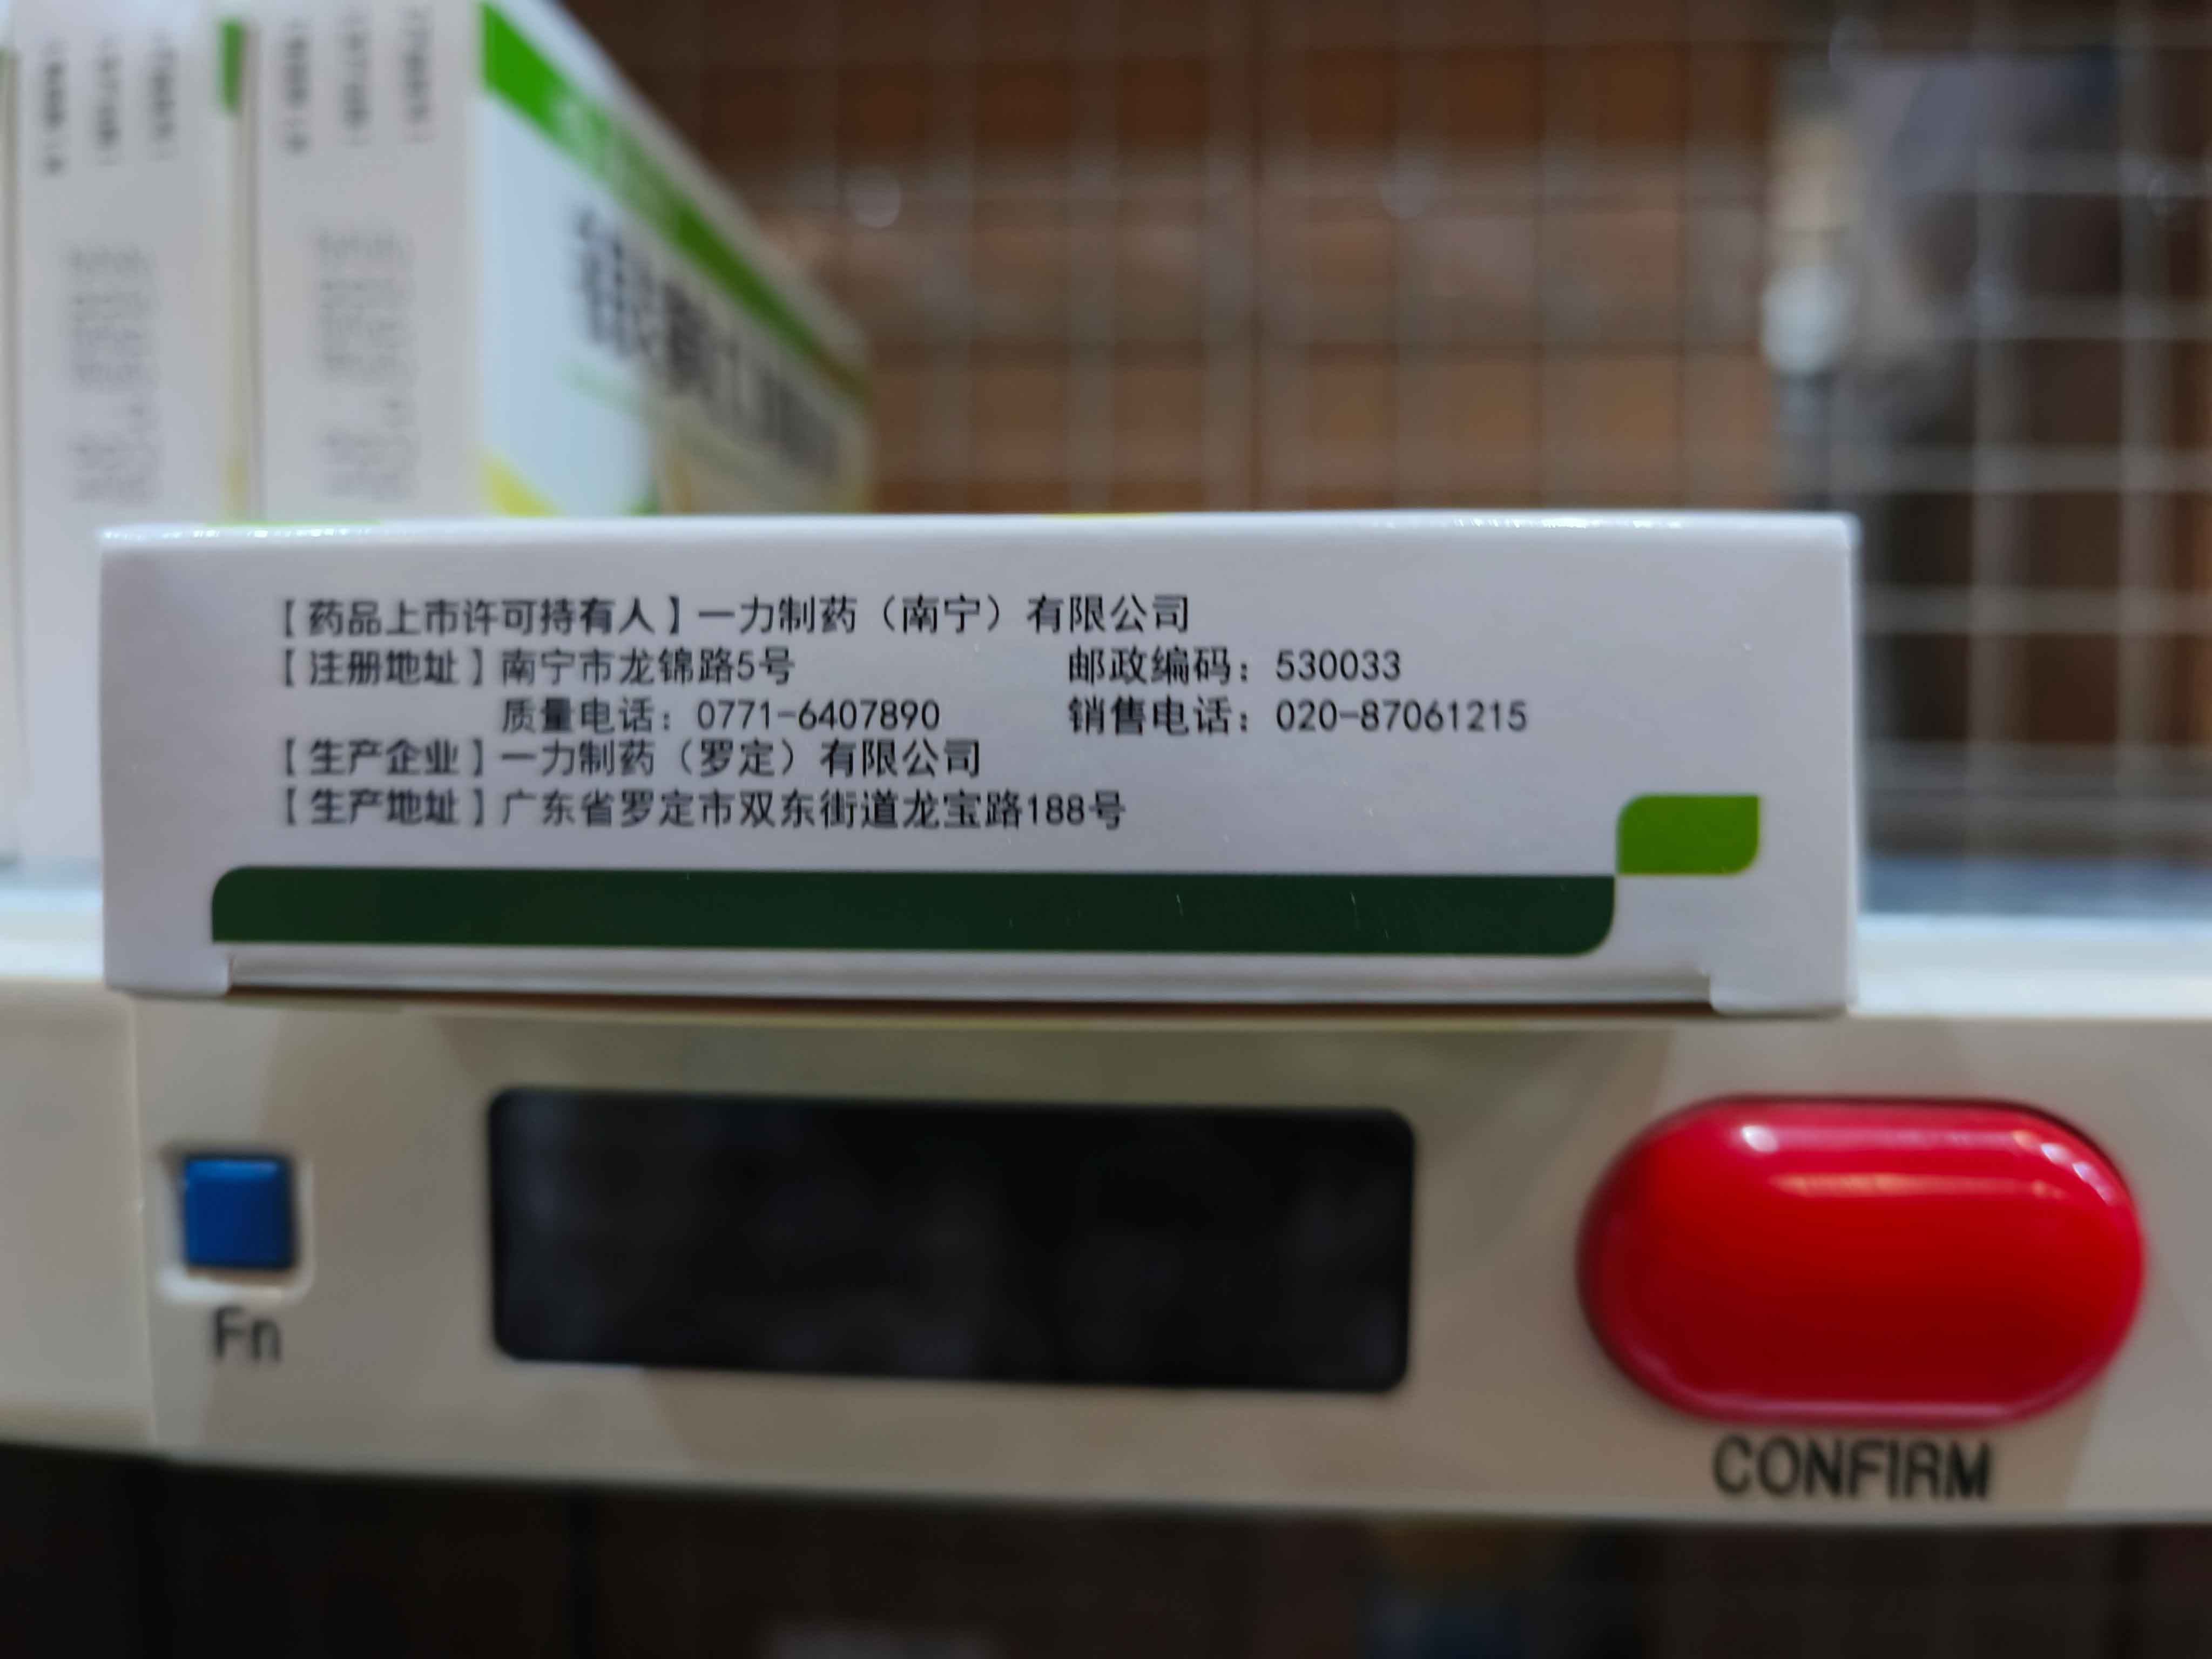 【药品上市许可持有人】一力制药（南宁）有限公司
【注册地址】南宁市龙锦路5号 邮政编码：530033
质量电话：0771-6407890 销售电话：020-87061215
【生产企业】一力制药（罗定）有限公司
【生产地址】广东省罗定市双东街道龙宝路188号
Fn
CONFIRM